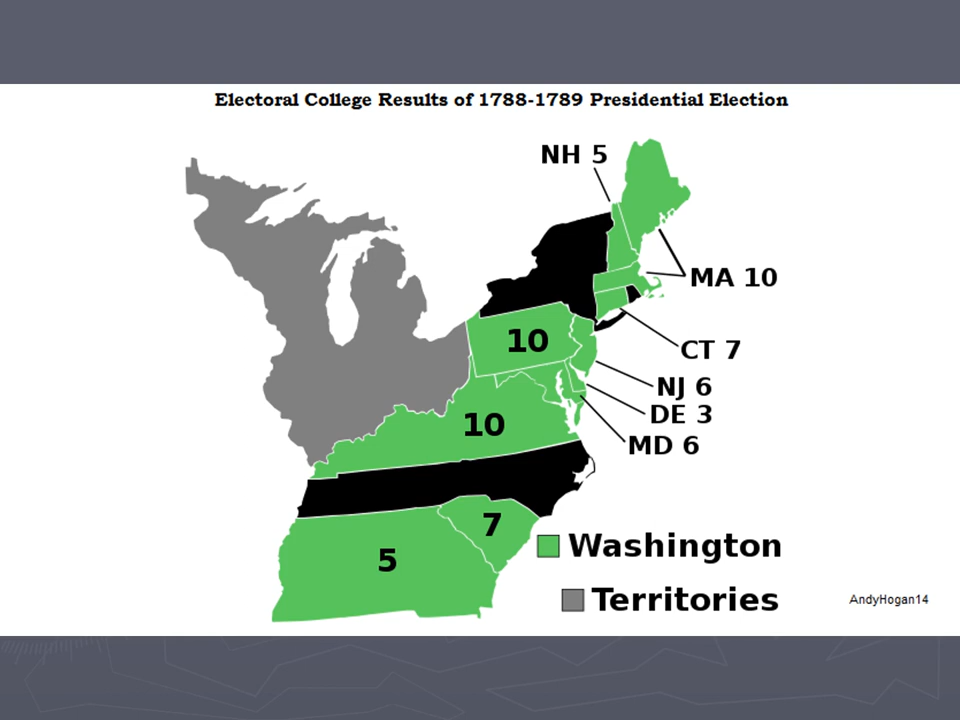 Electoral College Results of 1788-1789 Presidential Election
NH 5
MA 10
10
CT 7
NJ 6
DE 3
10
MD 6
7
Washington
5
Territories
AndyHogan14